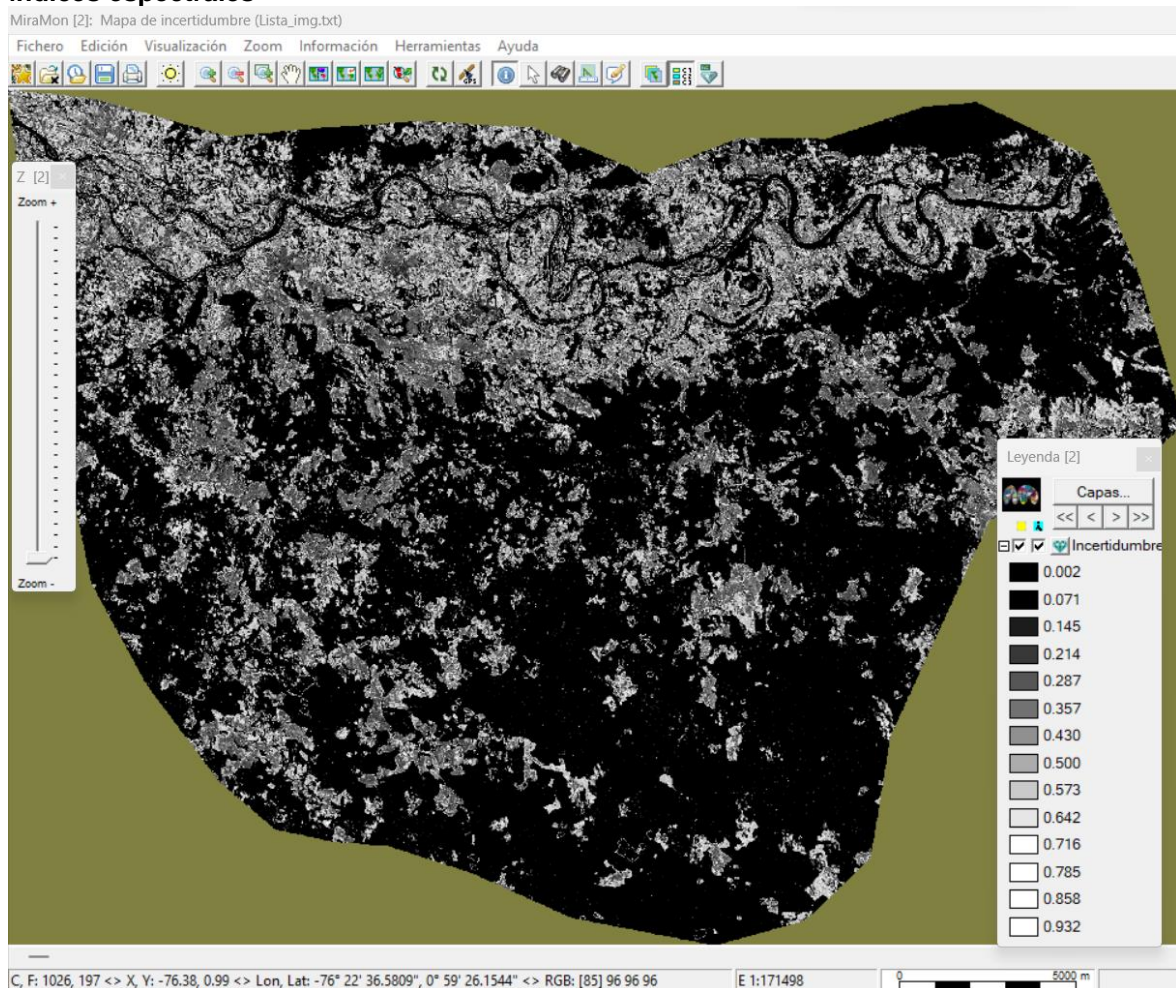 Índices espectrales
MiraMon [2]: Mapa de incertidumbre (Lista_img.txt)
Fichero Edición Visualización Zoom Información Herramientas Ayuda
Z [2]
Zoom +
Zoom -
Leyenda [2]
Capas...
<< < > >>
Incertidumbre
0.002
0.071
0.145
0.214
0.287
0.357
0.430
0.500
0.573
0.642
0.716
0.785
0.858
0.932
C, F: 1026, 197 <> X, Y: -76.38, 0.99 <> Lon, Lat: -76° 22' 36.5809", 0° 59' 26.1544" <> RGB: [85] 96 96 96 E 1:171498 0 5000 m